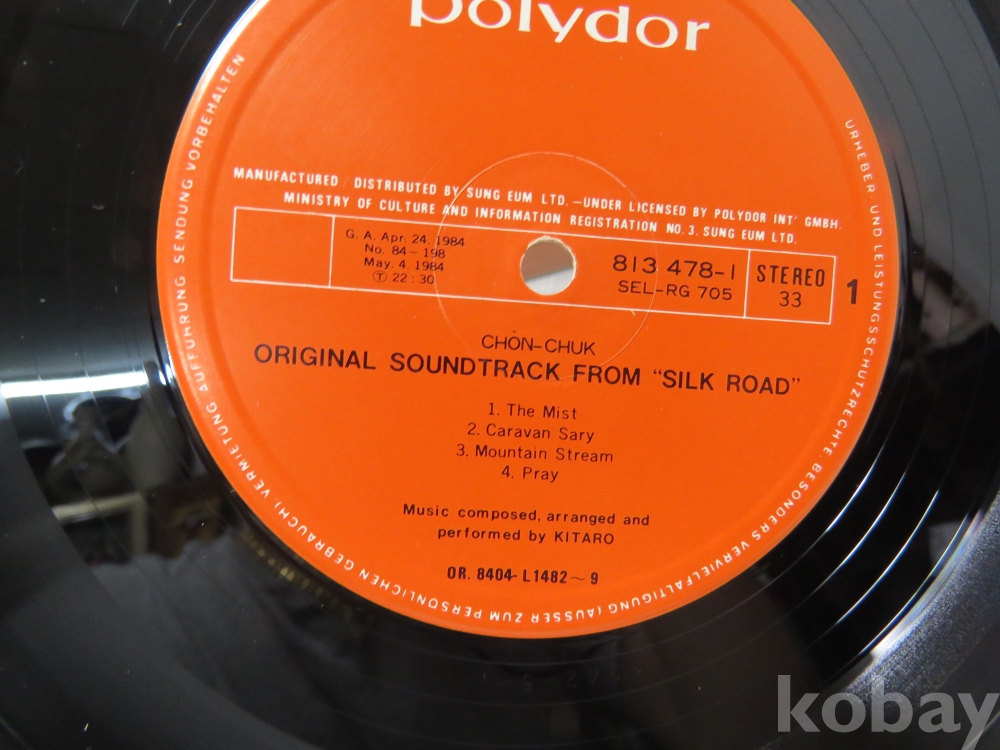 polydor
MANUFACTURED DISTRIBUTED BY SUNG EUM LTD. —UNDER LICENSED BY POLYDOR INT' GMBH.
MINISTRY OF CULTURE AND INFORMATION REGISTRATION NO. 3. SUNG EUM LTD.
G. A. Apr. 24, 1984
No. 84-198
May. 4. 1984
Ⓣ 22:30
813 478-1
SEL-RG 705
STEREO
33
1
CHŎN-CHUK
ORIGINAL SOUNDTRACK FROM "SILK ROAD"
1. The Mist
2. Caravan Sary
3. Mountain Stream
4. Pray
Music composed, arranged and
performed by KITARO
OR. 8404-L1482~9
URHEBER UND LEISTUNGSSCHUTZRECHTE. BESONDERS VERVIELFÄLTIGUNG (AUSSER ZUM PERSÖNLICHEN GEBRAUCH) VERMIETUNG AUFFÜHRUNG SENDUNG VORBEHALTEN
kobay